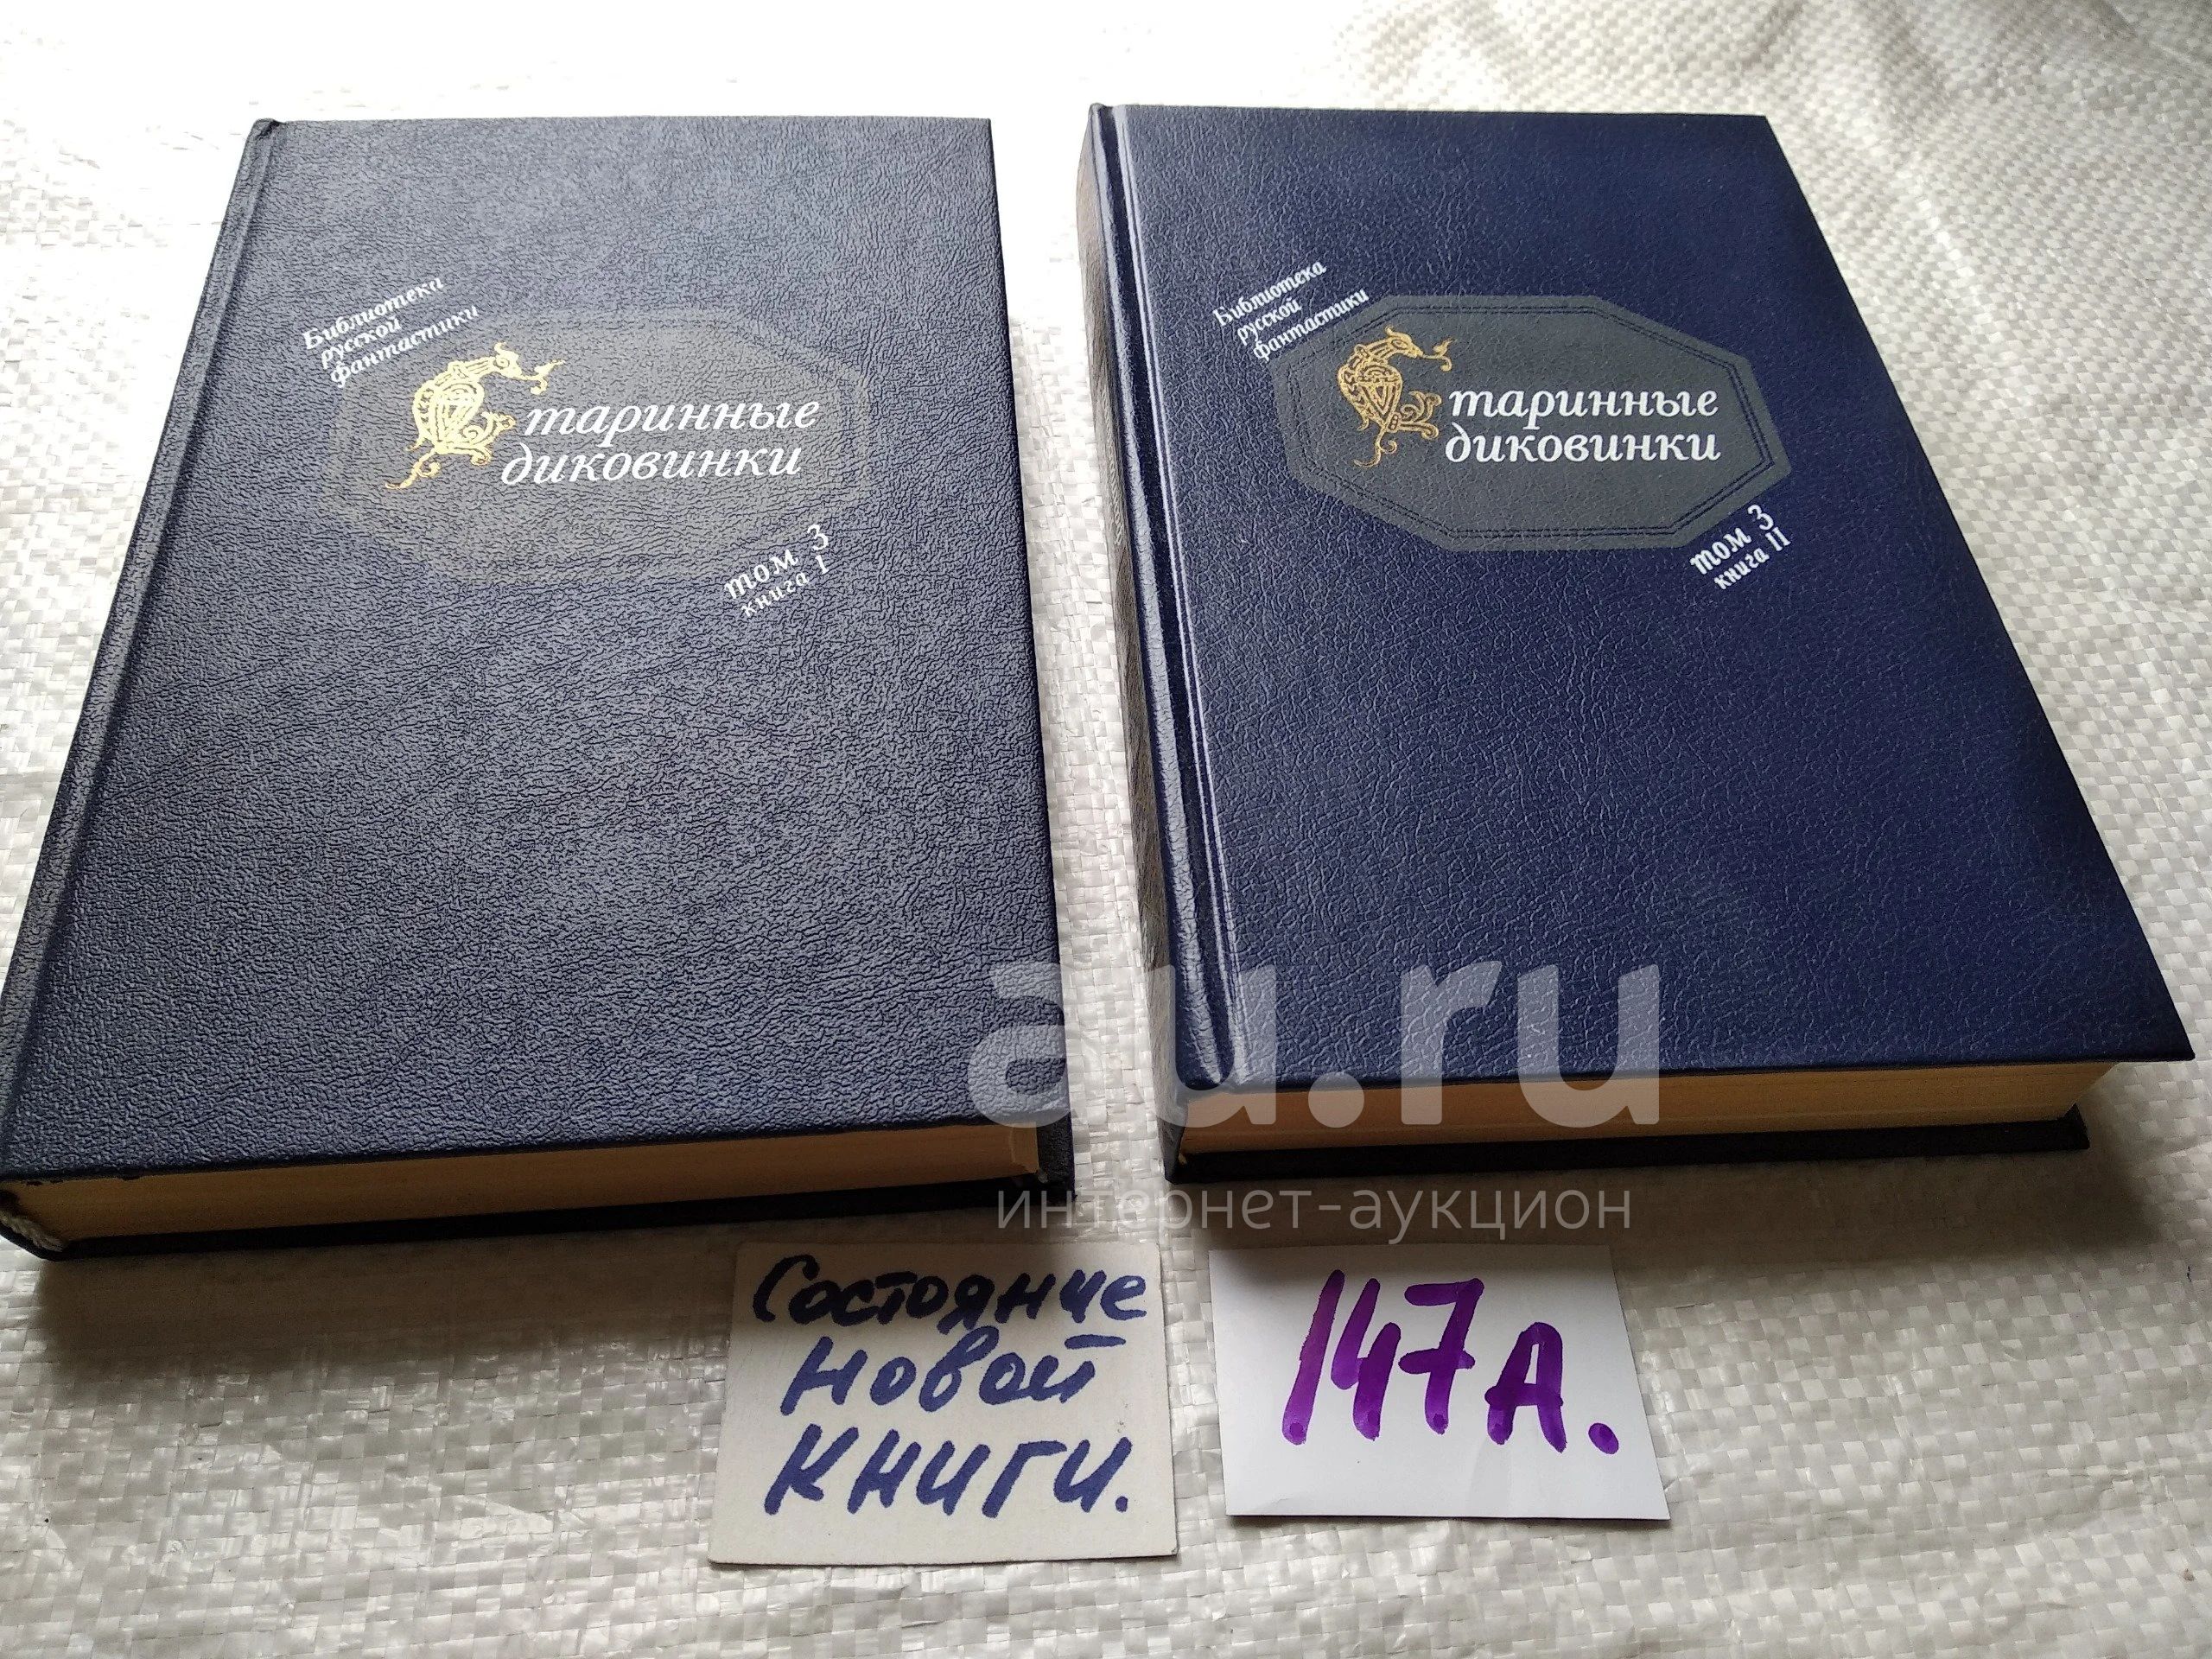 Библиотека
русской
фантастики
Старинные
диковинки
том 3
книга I
Библиотека
русской
фантастики
Старинные
диковинки
том 3
книга II
au.ru
интернет-аукцион
Состояние
новой
книги.
147А.